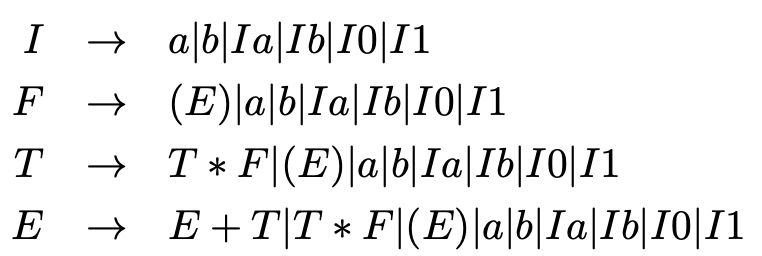 I → a|b|Ia|Ib|I0|I1
F → (E)|a|b|Ia|Ib|I0|I1
T → T ∗ F|(E)|a|b|Ia|Ib|I0|I1
E → E + T|T ∗ F|(E)|a|b|Ia|Ib|I0|I1